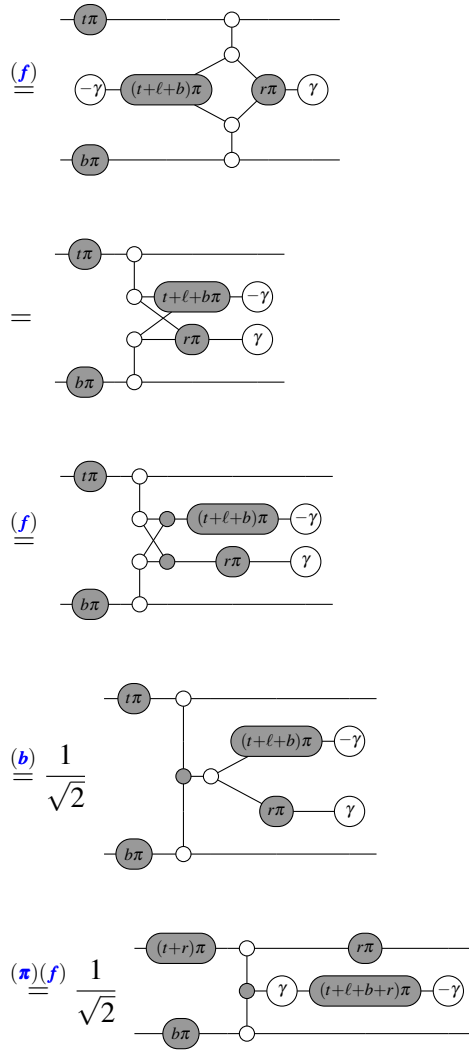 tπ
(f)
= −γ (t+ℓ+b)π rπ γ
bπ
tπ
t+ℓ+bπ −γ
=
rπ γ
bπ
tπ
(f)
= (t+ℓ+b)π −γ
rπ γ
bπ
tπ
(t+ℓ+b)π −γ
(b)
= 1/√2
rπ γ
bπ
(t+r)π rπ
(π)(f)
= 1/√2 γ (t+ℓ+b+r)π −γ
bπ